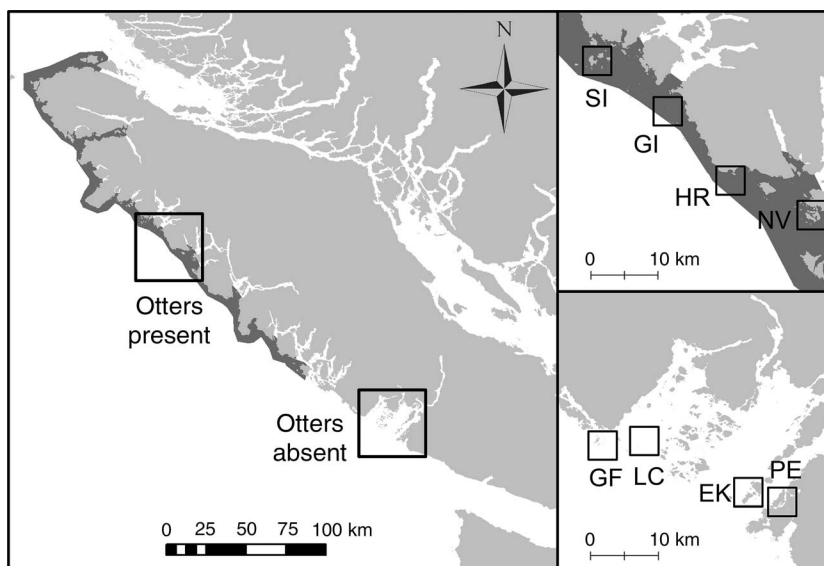 N
Otters
present
Otters
absent
0 25 50 75 100 km
SI
GI
HR
NV
0 10 km
GF
LC
EK
PE
0 10 km